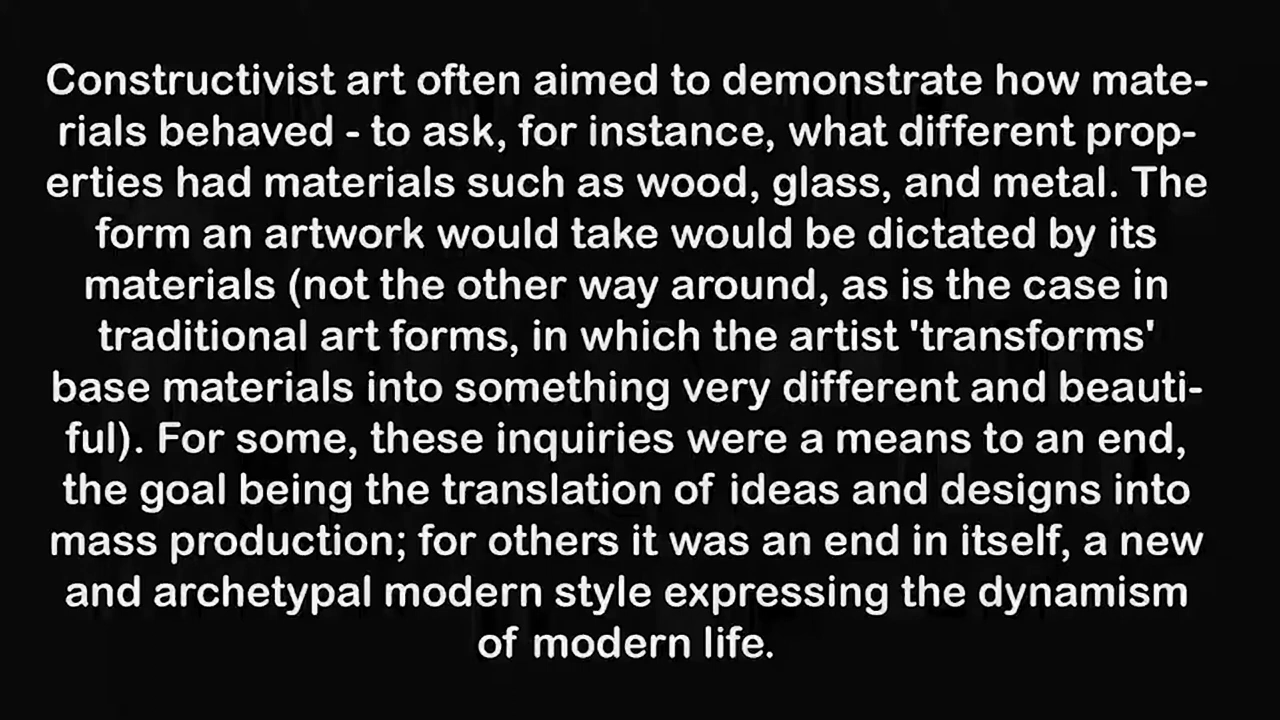 Constructivist art often aimed to demonstrate how mate-
rials behaved - to ask, for instance, what different prop-
erties had materials such as wood, glass, and metal. The
form an artwork would take would be dictated by its
materials (not the other way around, as is the case in
traditional art forms, in which the artist 'transforms'
base materials into something very different and beauti-
ful). For some, these inquiries were a means to an end,
the goal being the translation of ideas and designs into
mass production; for others it was an end in itself, a new
and archetypal modern style expressing the dynamism
of modern life.